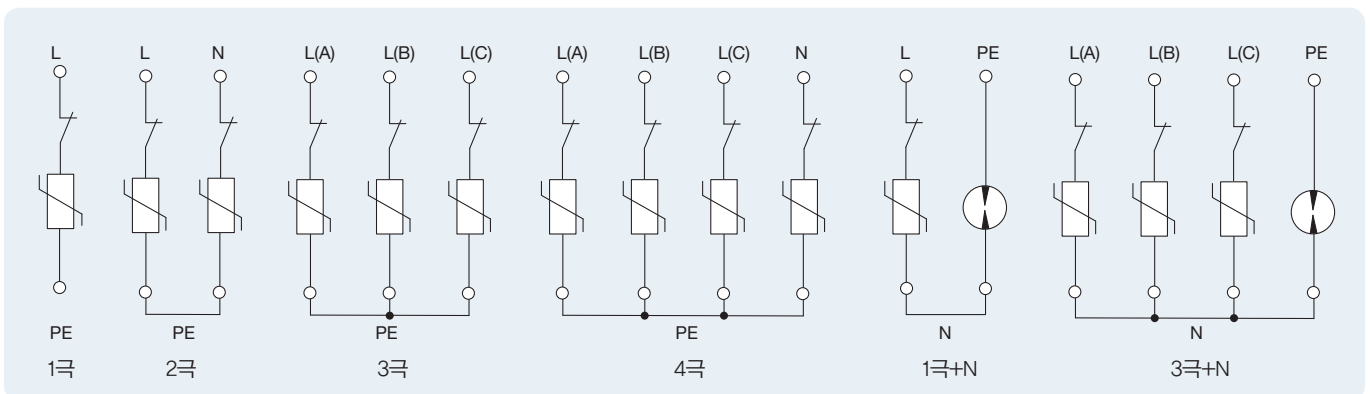 L L N L(A) L(B) L(C) L(A) L(B) L(C) N L PE L(A) L(B) L(C) PE
PE PE PE PE N N
1극 2극 3극 4극 1극+N 3극+N